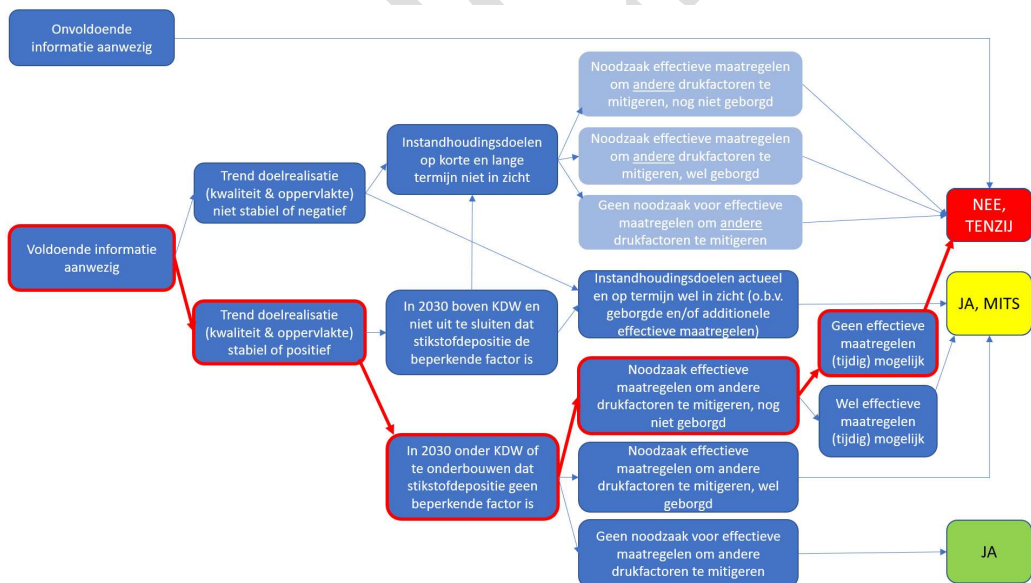 Onvoldoende
informatie aanwezig
Noodzaak effectieve maatregelen
om andere drukfactoren te
mitigeren, nog niet geborgd
Instandhoudingsdoelen
op korte en lange
termijn niet in zicht
Noodzaak effectieve maatregelen
om andere drukfactoren te
mitigeren, wel geborgd
Trend doelrealisatie
(kwaliteit & oppervlakte)
niet stabiel of negatief
Geen noodzaak voor effectieve
maatregelen om andere
drukfactoren te mitigeren
NEE,
TENZIJ
Voldoende informatie
aanwezig
Trend doelrealisatie
(kwaliteit & oppervlakte)
stabiel of positief
In 2030 boven KDW en
niet uit te sluiten dat
stikstofdepositie de
beperkende factor is
Instandhoudingsdoelen actueel
en op termijn wel in zicht (o.b.v.
geborgde en/of additionele
effectieve maatregelen)
JA, MITS
Geen effectieve
maatregelen
(tijdig) mogelijk
Noodzaak effectieve
maatregelen om andere
drukfactoren te mitigeren, nog
niet geborgd
Wel effectieve
maatregelen
(tijdig) mogelijk
In 2030 onder KDW of
te onderbouwen dat
stikstofdepositie geen
beperkende factor is
Noodzaak effectieve
maatregelen om andere
drukfactoren te mitigeren, wel
geborgd
Geen noodzaak voor effectieve
maatregelen om andere
drukfactoren te mitigeren
JA